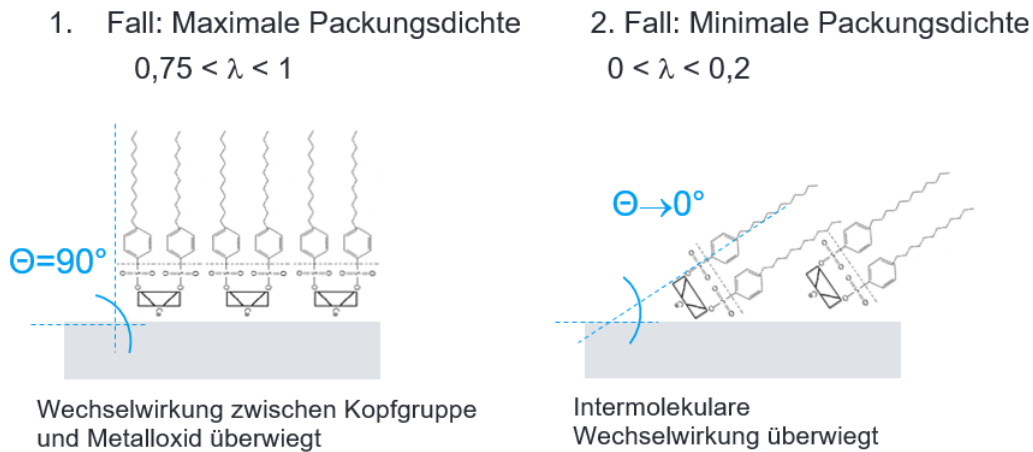 1. Fall: Maximale Packungsdichte
0,75 < λ < 1
Θ=90°
Wechselwirkung zwischen Kopfgruppe
und Metalloxid überwiegt
2. Fall: Minimale Packungsdichte
0 < λ < 0,2
Θ→0°
Intermolekulare
Wechselwirkung überwiegt